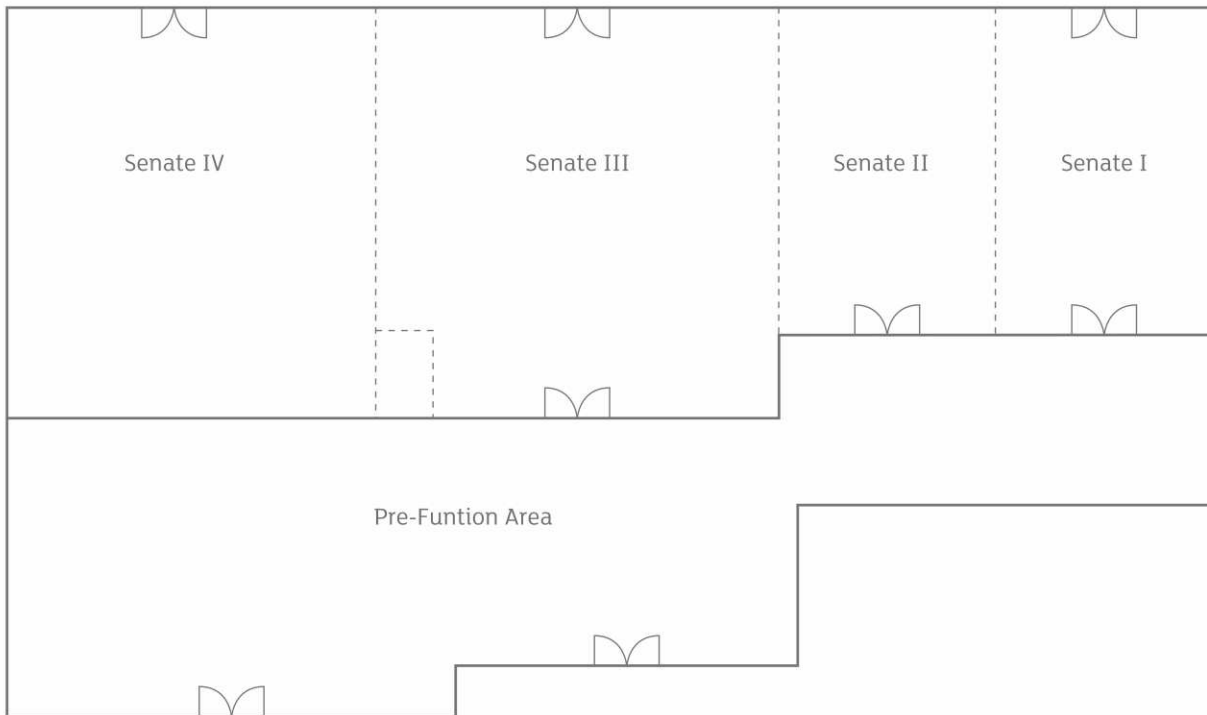 Senate IV
Senate III
Senate II
Senate I
Pre-Funtion Area